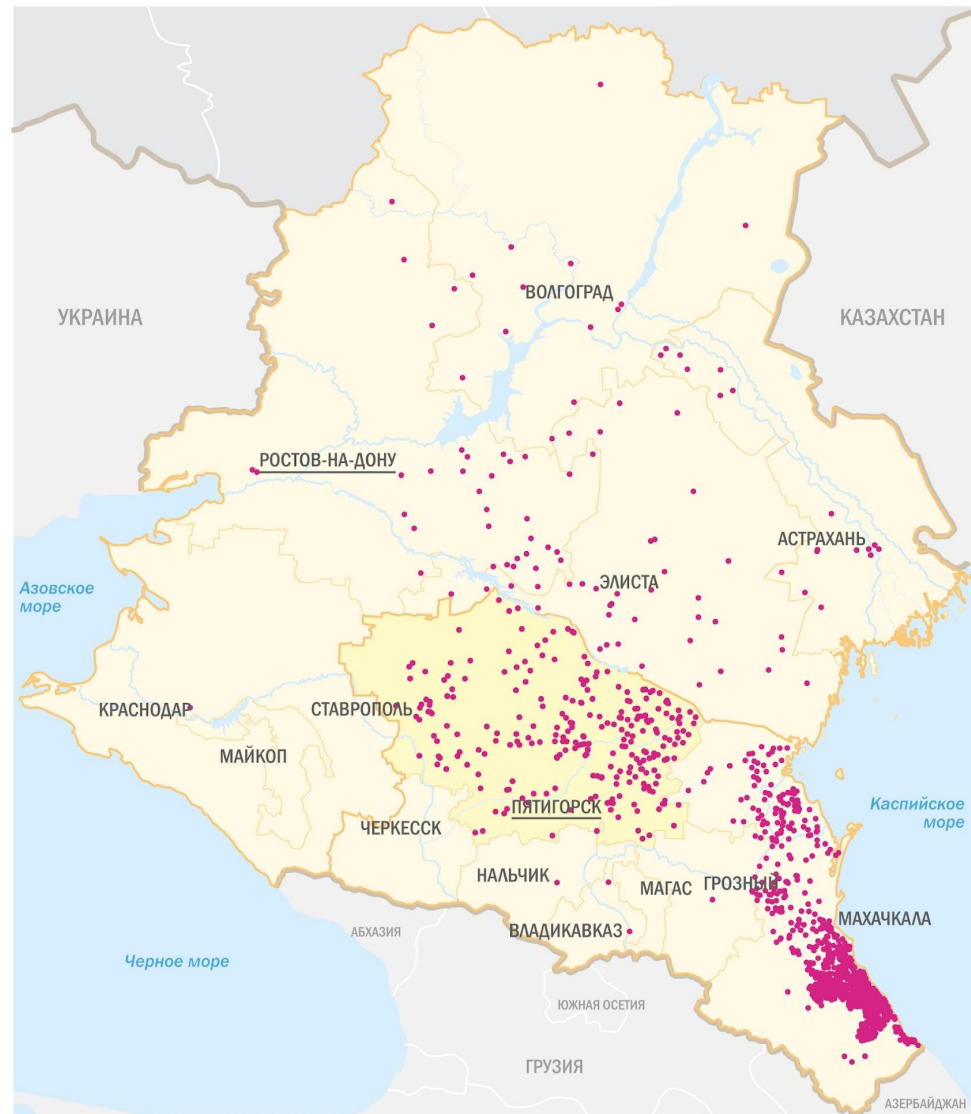 ВОЛГОГРАД
УКРАИНА
КАЗАХСТАН
РОСТОВ-НА-ДОНУ
АСТРАХАНЬ
Азовское
море
ЭЛИСТА
КРАСНОДАР
СТАВРОПОЛЬ
МАЙКОП
ПЯТИГОРСК
Каспийское
море
ЧЕРКЕССК
НАЛЬЧИК
МАГАС
ГРОЗНЫЙ
МАХАЧКАЛА
АБХАЗИЯ
ВЛАДИКАВКАЗ
Черное море
ЮЖНАЯ ОСЕТИЯ
ГРУЗИЯ
АЗЕРБАЙДЖАН